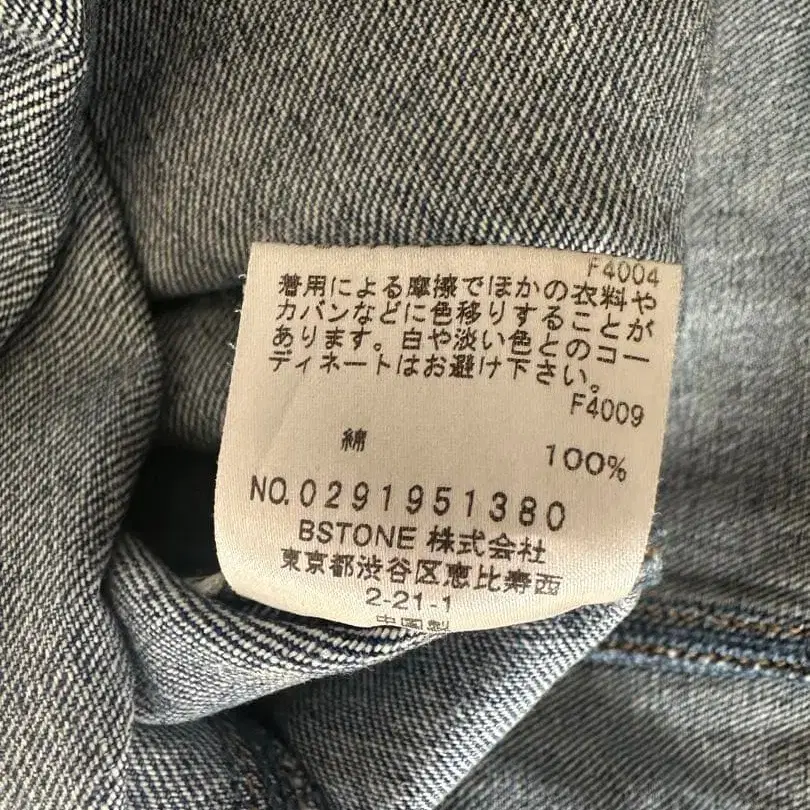 F4004
着用による摩擦でほかの衣料や
カバンなどに色移りすることが
あります。白や淡い色とのコー
ディネートはお避け下さい。
F4009
綿 100%
NO.0291951380
BSTONE 株式会社
東京都渋谷区恵比寿西
2-21-1
中国製